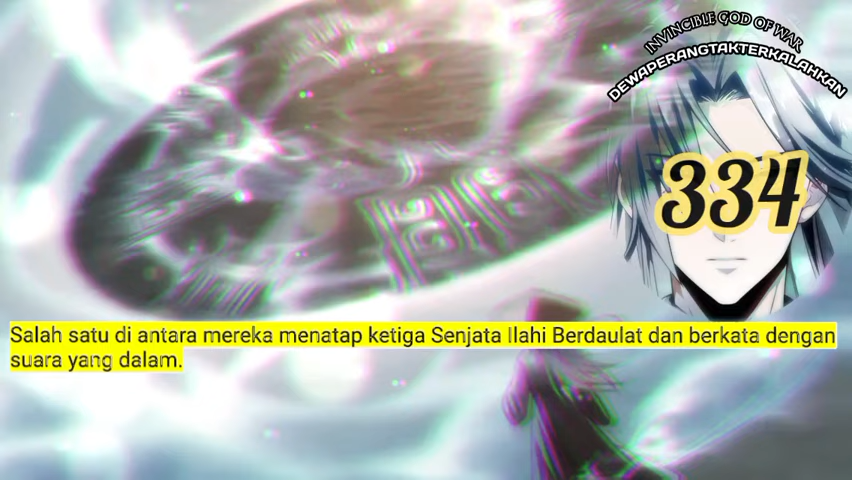 INVINCIBLE GOD OF WAR
DEWAPERANGTAKTERKALAHKAN
334
Salah satu di antara mereka menatap ketiga Senjata Ilahi Berdaulat dan berkata dengan
suara yang dalam.